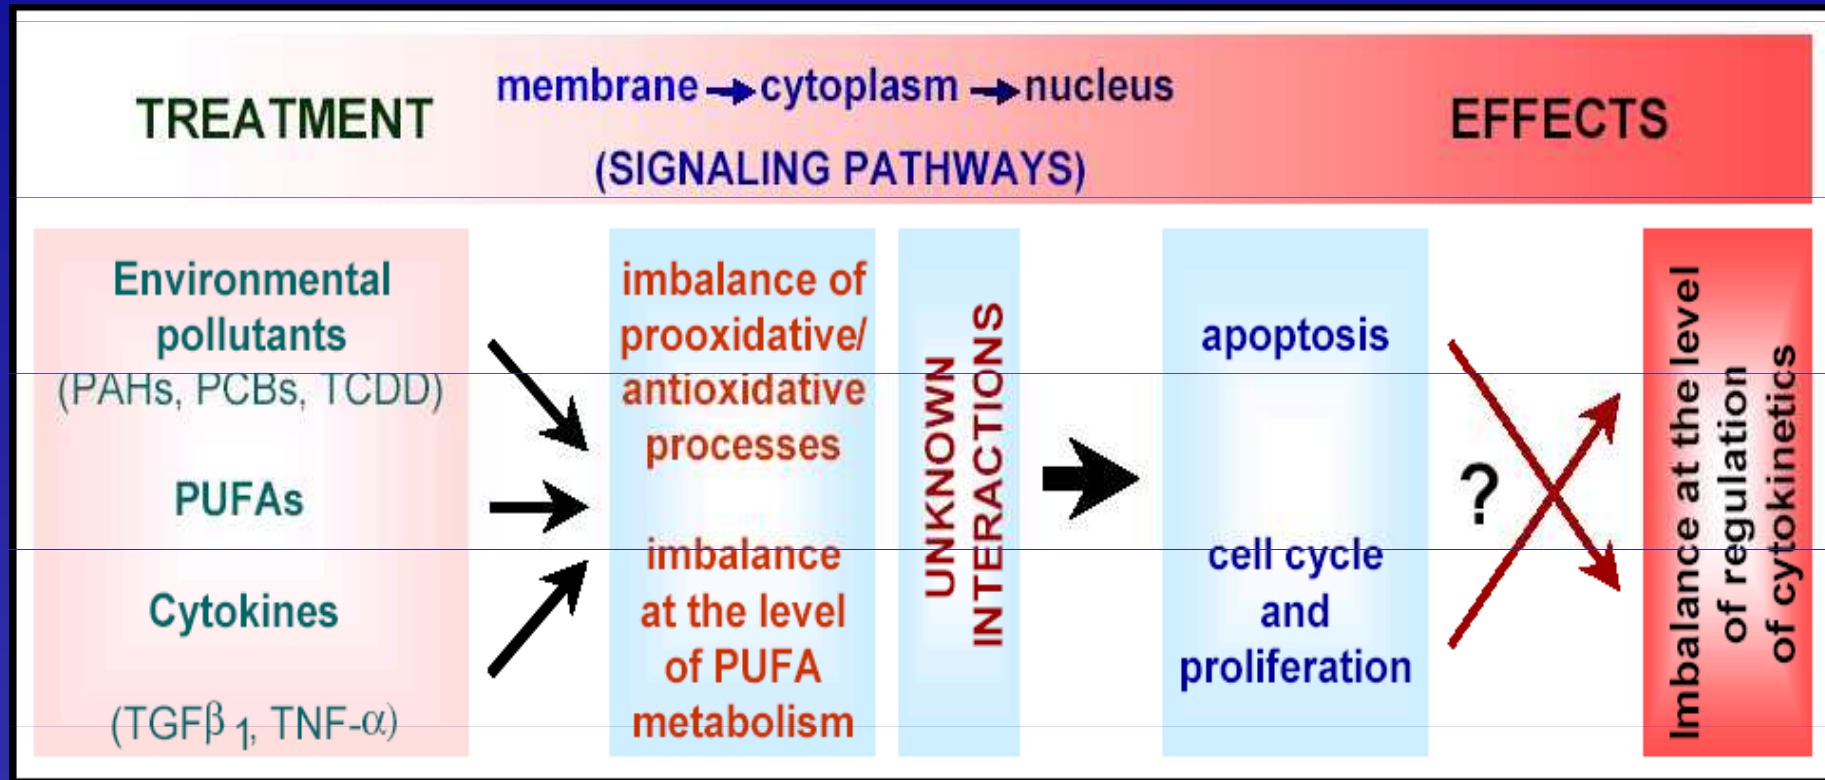 TREATMENT
membrane → cytoplasm → nucleus
(SIGNALING PATHWAYS)
EFFECTS
Environmental
pollutants
(PAHs, PCBs, TCDD)
PUFAs
Cytokines
(TGFβ 1, TNF-α)
imbalance of
prooxidative/
antioxidative
processes
imbalance
at the level
of PUFA
metabolism
UNKNOWN
INTERACTIONS
apoptosis
cell cycle
and
proliferation
?
Imbalance at the level
of regulation
of cytokinetics